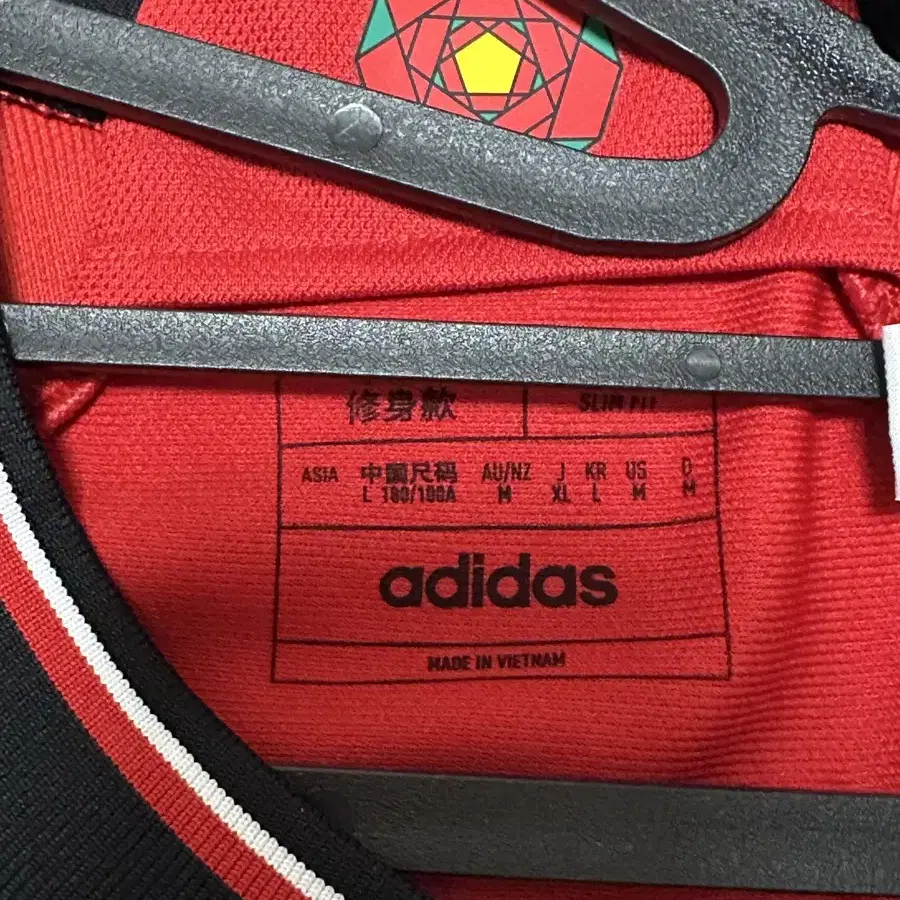 修身款 SLIM FIT
ASIA 中國尺码 AU/NZ J KR US D
L 180/100A M XL L M M
adidas
MADE IN VIETNAM